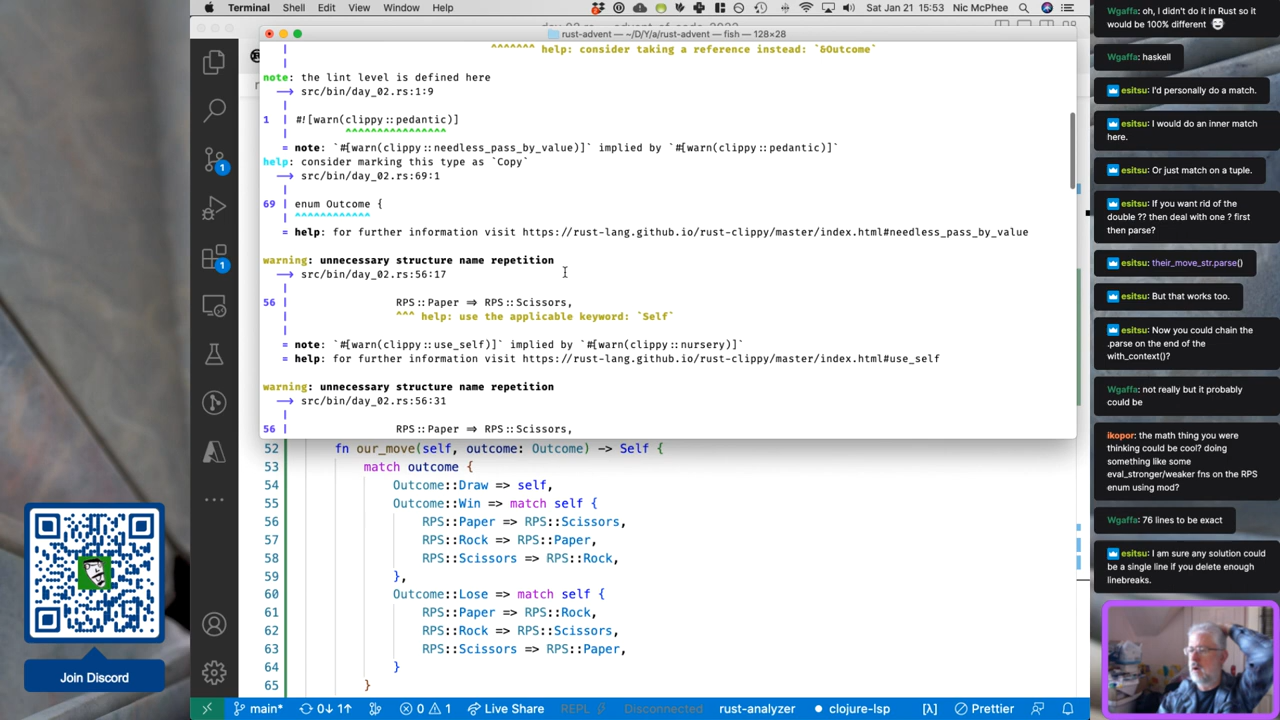 Terminal Shell Edit View Window Help
Sat Jan 21 15:53 Nic McPhee
rust-advent — ~/D/Y/a/rust-advent — fish — 128×28
^^^^^^^ help: consider taking a reference instead: `&Outcome`
|
note: the lint level is defined here
--> src/bin/day_02.rs:1:9
|
1 | #![warn(clippy::pedantic)]
| ^^^^^^^^^^^^^^^^
= note: `#[warn(clippy::needless_pass_by_value)]` implied by `#[warn(clippy::pedantic)]`
help: consider marking this type as `Copy`
--> src/bin/day_02.rs:69:1
|
69 | enum Outcome {
| ^^^^^^^^^^^^
= help: for further information visit https://rust-lang.github.io/rust-clippy/master/index.html#needless_pass_by_value
warning: unnecessary structure name repetition
--> src/bin/day_02.rs:56:17
|
56 | RPS::Paper => RPS::Scissors,
| ^^^ help: use the applicable keyword: `Self`
|
= note: `#[warn(clippy::use_self)]` implied by `#[warn(clippy::nursery)]`
= help: for further information visit https://rust-lang.github.io/rust-clippy/master/index.html#use_self
warning: unnecessary structure name repetition
--> src/bin/day_02.rs:56:31
|
56 | RPS::Paper => RPS::Scissors,
52 fn our_move(self, outcome: Outcome) -> Self {
53 match outcome {
54 Outcome::Draw => self,
55 Outcome::Win => match self {
56 RPS::Paper => RPS::Scissors,
57 RPS::Rock => RPS::Paper,
58 RPS::Scissors => RPS::Rock,
59 },
60 Outcome::Lose => match self {
61 RPS::Paper => RPS::Rock,
62 RPS::Rock => RPS::Scissors,
63 RPS::Scissors => RPS::Paper,
64 }
65 }
1
1
main* 0↓ 1↑ 0 1 Live Share REPL Disconnected rust-analyzer clojure-lsp [λ] Prettier
Join Discord
Wgaffa: oh, I didn't do it in Rust so it
would be 100% different
Wgaffa: haskell
esitsu: I'd personally do a match.
esitsu: I would do an inner match
here.
esitsu: Or just match on a tuple.
esitsu: If you want rid of the
double ?? then deal with one ? first
then parse?
esitsu: their_move_str.parse()
esitsu: But that works too.
esitsu: Now you could chain the
.parse on the end of the
with_context()?
Wgaffa: not really but it probably
could be
ikopor: the math thing you were
thinking could be cool? doing
something like some
eval_stronger/weaker fns on the RPS
enum using mod?
Wgaffa: 76 lines to be exact
esitsu: I am sure any solution could
be a single line if you delete enough
linebreaks.